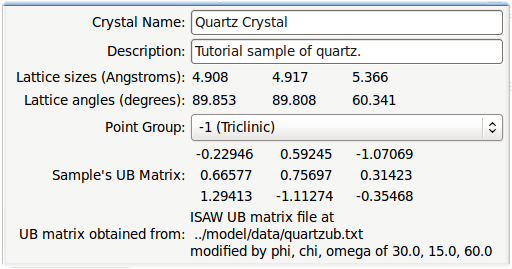 Crystal Name: Quartz Crystal
Description: Tutorial sample of quartz.
Lattice sizes (Angstroms): 4.908 4.917 5.366
Lattice angles (degrees): 89.853 89.808 60.341
Point Group: -1 (Triclinic)
-0.22946 0.59245 -1.07069
Sample's UB Matrix: 0.66577 0.75697 0.31423
1.29413 -1.11274 -0.35468
ISAW UB matrix file at
UB matrix obtained from: ../model/data/quartzub.txt
modified by phi, chi, omega of 30.0, 15.0, 60.0